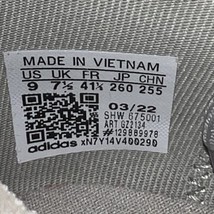 MADE IN VIETNAM
US UK FR JP CHN
9 7½ 41⅓ 260 255
03/22
SHW 675001
ART GZ2134
#129889978
adidas xN7Y14V400290